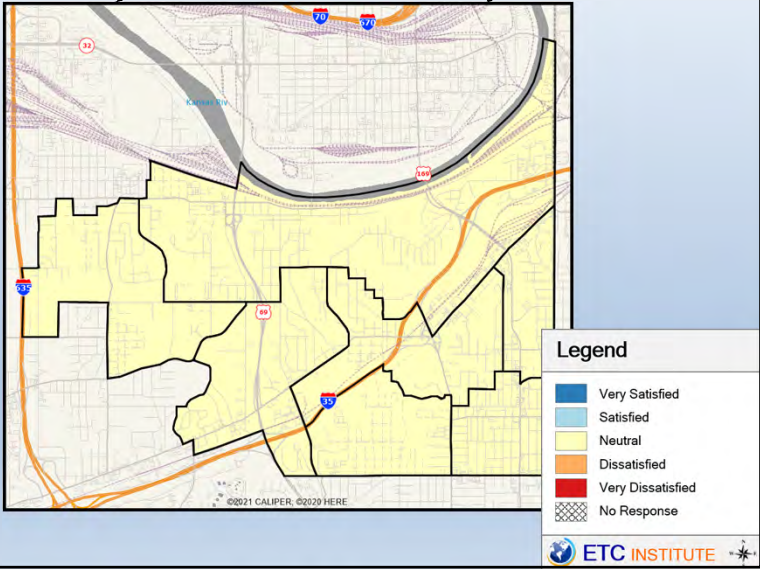 70
670
32
Kansas Riv
169
635
69
35
©2021 CALIPER; ©2020 HERE
Legend
Very Satisfied
Satisfied
Neutral
Dissatisfied
Very Dissatisfied
No Response
ETC INSTITUTE